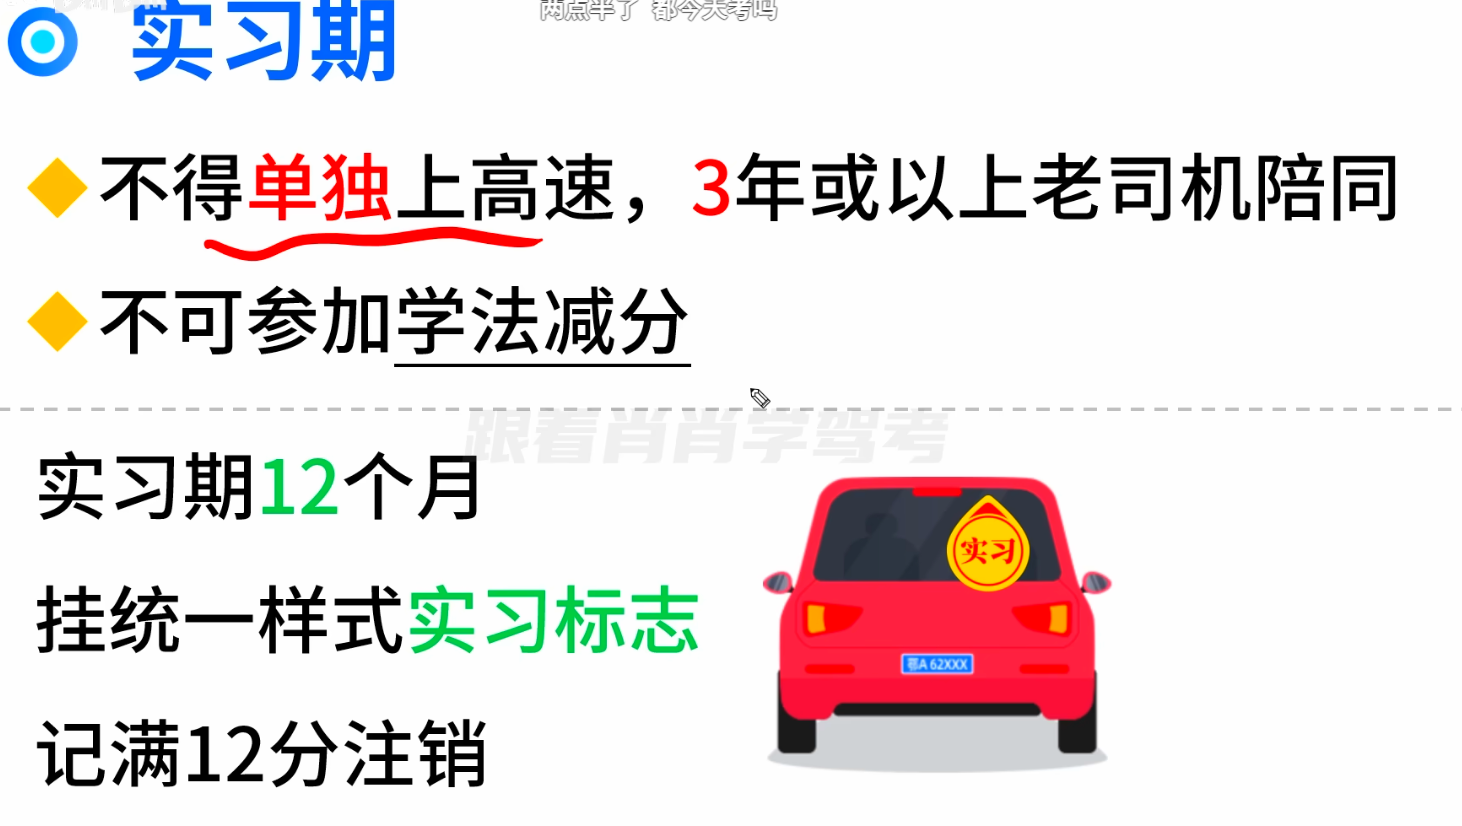 两点半了 都今天考吗
实习期
不得单独上高速，3年或以上老司机陪同
不可参加学法减分
跟着肖肖学驾考
实习期12个月
实习
挂统一样式实习标志
鄂A 62XXX
记满12分注销